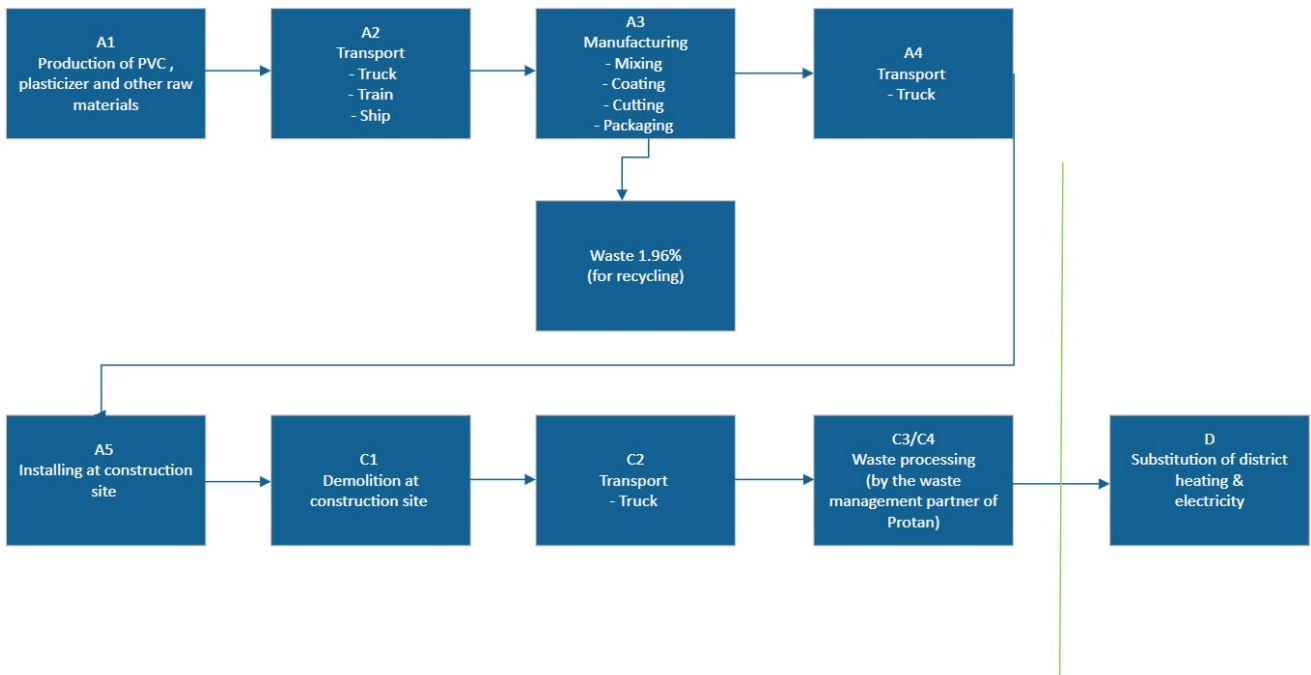 A1
Production of PVC ,
plasticizer and other raw
materials
A2
Transport
- Truck
- Train
- Ship
A3
Manufacturing
- Mixing
- Coating
- Cutting
- Packaging
A4
Transport
- Truck
Waste 1.96%
(for recycling)
A5
Installing at construction
site
C1
Demolition at
construction site
C2
Transport
- Truck
C3/C4
Waste processing
(by the waste
management partner of
Protan)
D
Substitution of district
heating &
electricity